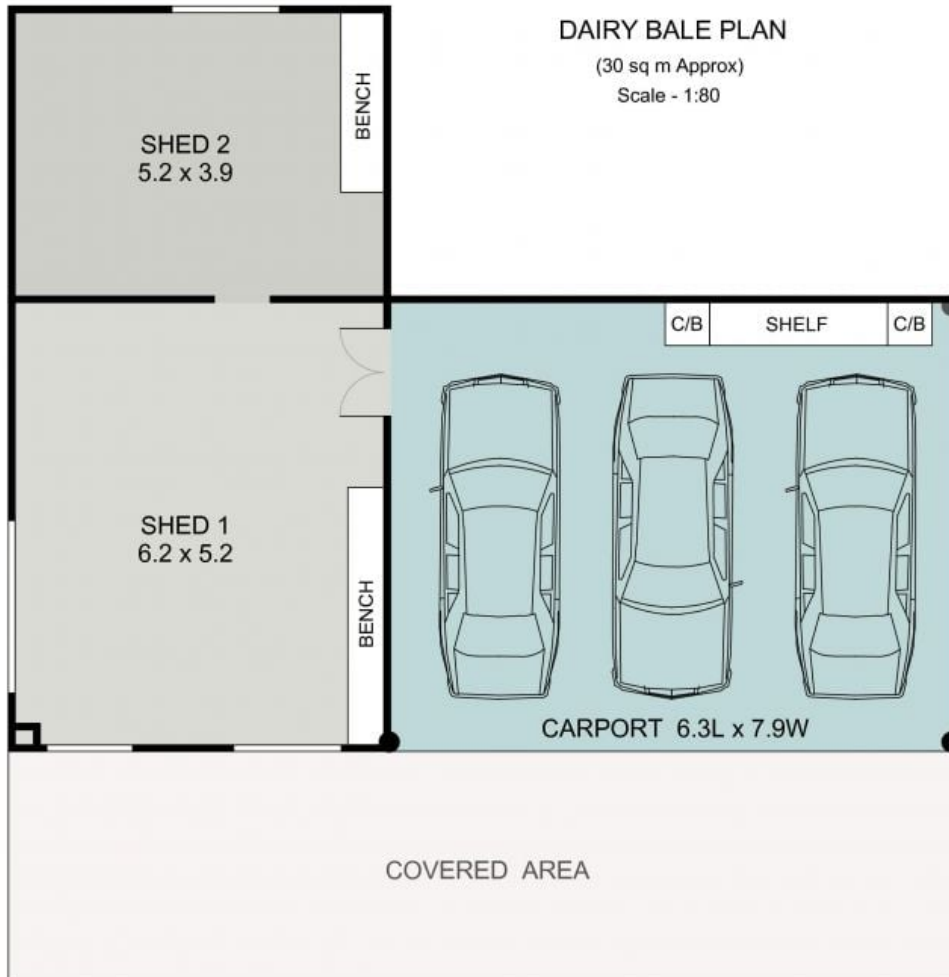 DAIRY BALE PLAN
(30 sq m Approx)
Scale - 1:80
BENCH
SHED 2
5.2 x 3.9
C/B
SHELF
C/B
SHED 1
6.2 x 5.2
BENCH
CARPORT 6.3L x 7.9W
COVERED AREA